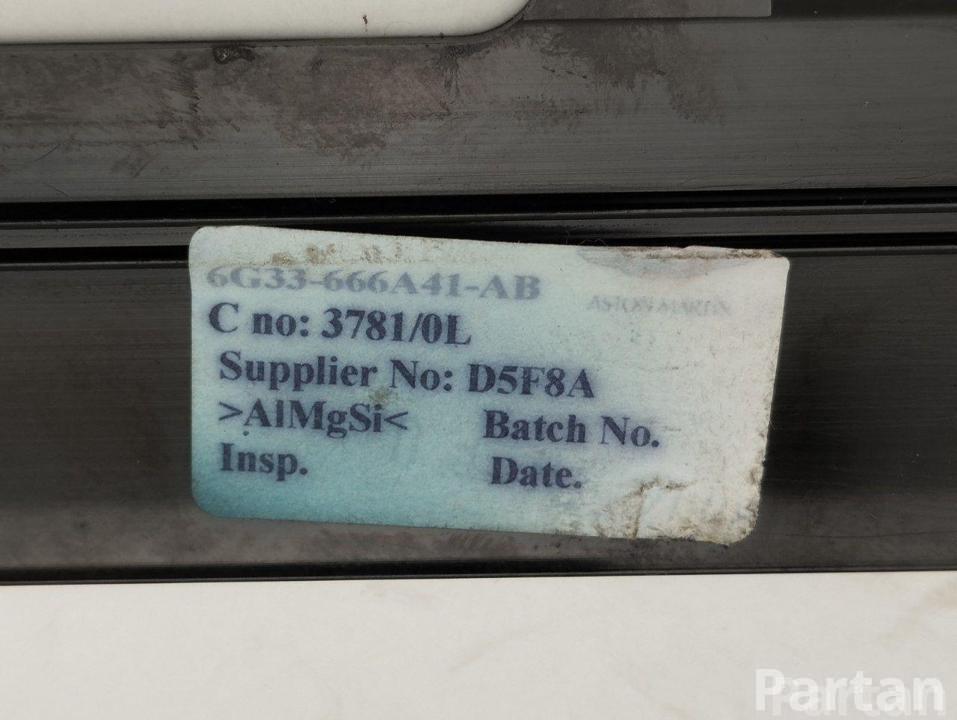 6G33-666A41-AB
ASTON MARTIN
C no: 3781/0L
Supplier No: D5F8A
>AlMgSi<
Batch No.
Insp.
Date.
Partan